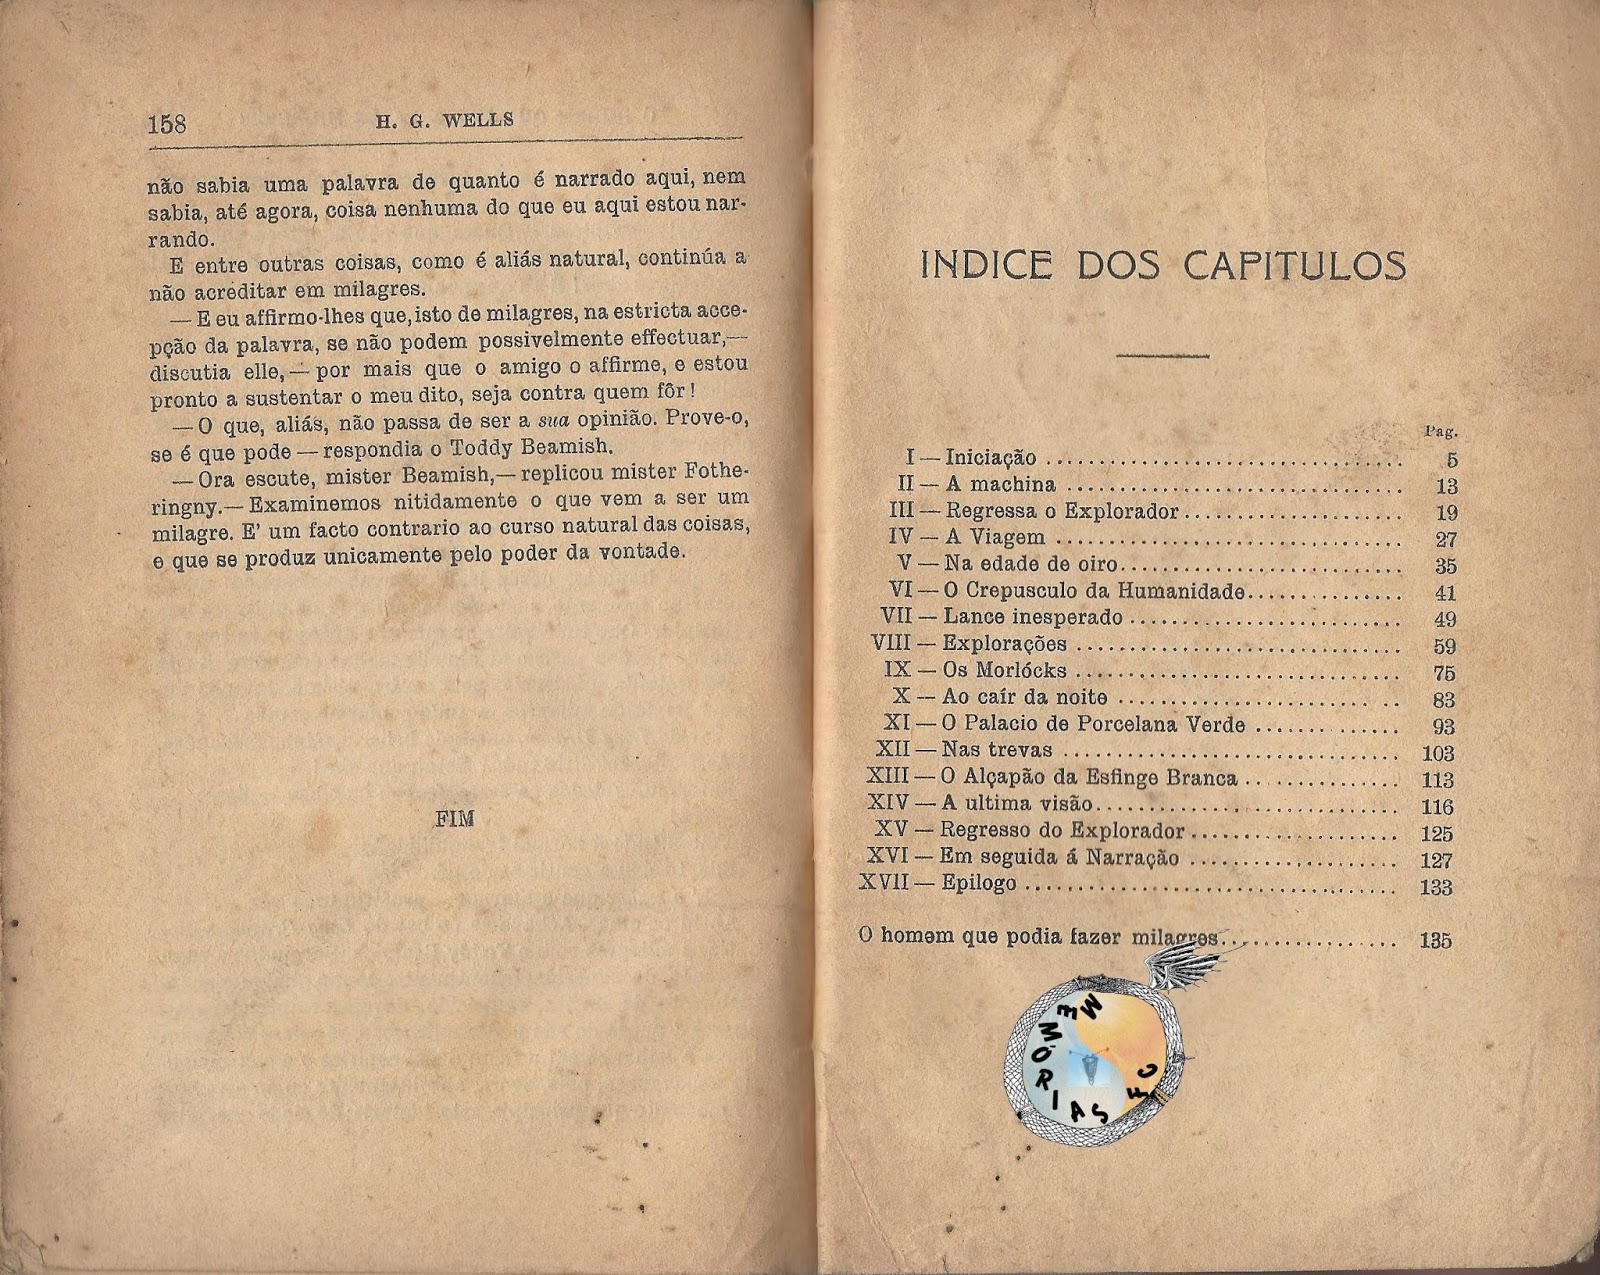 158
H. G. WELLS
não sabia uma palavra de quanto é narrado aqui, nem
sabia, até agora, coisa nenhuma do que eu aqui estou nar-
rando.
E entre outras coisas, como é aliás natural, continúa a
não acreditar em milagres.
— E eu affirmo-lhes que, isto de milagres, na estricta acce-
pção da palavra, se não podem possivelmente effectuar,—
discutia elle, — por mais que o amigo o affirme, e estou
pronto a sustentar o meu dito, seja contra quem fôr!
— O que, aliás, não passa de ser a sua opinião. Prove-o,
se é que pode — respondia o Toddy Beamish.
— Ora escute, mister Beamish,— replicou mister Fothe-
ringny.— Examinemos nitidamente o que vem a ser um
milagre. E' um facto contrario ao curso natural das coisas,
e que se produz unicamente pelo poder da vontade.
FIM
INDICE DOS CAPITULOS
Pag.
I — Iniciação 5
II — A machina 13
III — Regressa o Explorador 19
IV — A Viagem 27
V — Na edade de oiro 35
VI — O Crepusculo da Humanidade 41
VII — Lance inesperado 49
VIII — Explorações 59
IX — Os Morlócks 75
X — Ao caír da noite 83
XI — O Palacio de Porcelana Verde 93
XII — Nas trevas 103
XIII — O Alçapão da Esfinge Branca 113
XIV — A ultima visão 116
XV — Regresso do Explorador 125
XVI — Em seguida á Narração 127
XVII — Epilogo 133
O homem que podia fazer milagres 135
MEMÓRIAS